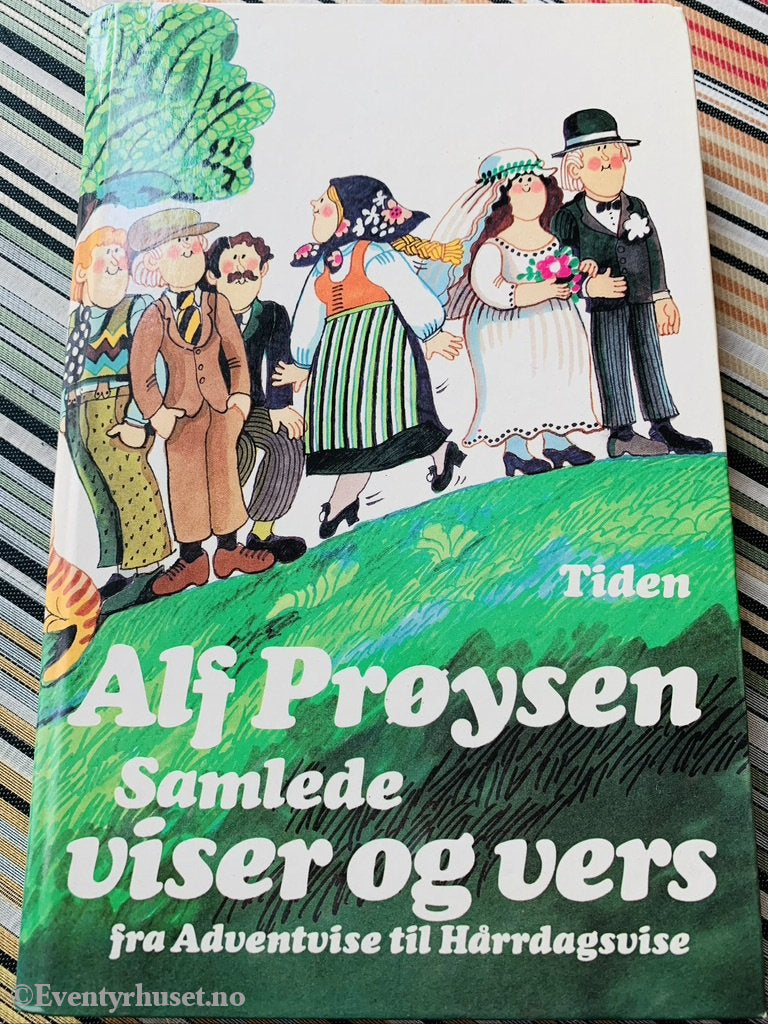 Tiden
Alf Prøysen
Samlede
viser og vers
fra Adventvise til Hårrdagsvise
©Eventyrhuset.no